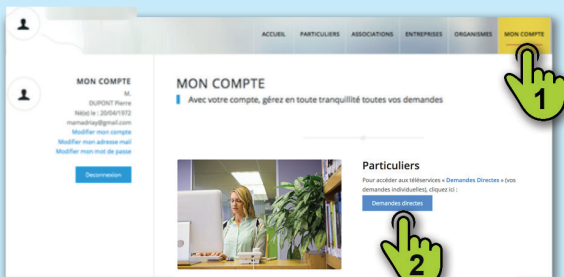 ACCUEIL PARTICULIERS ASSOCIATIONS ENTREPRISES ORGANISMES MON COMPTE
1
MON COMPTE
M.
DUPONT Pierre
Né(e) le : 20/04/1972
mamadriay@gmail.com
Modifier mon compte
Modifier mon adresse mail
Modifier mon mot de passe
Deconnexion
MON COMPTE
Avec votre compte, gérez en toute tranquillité toutes vos demandes
Particuliers
Pour accéder aux téléservices « Demandes Directes » (vos
demandes individuelles), cliquez ici :
Demandes directes
2